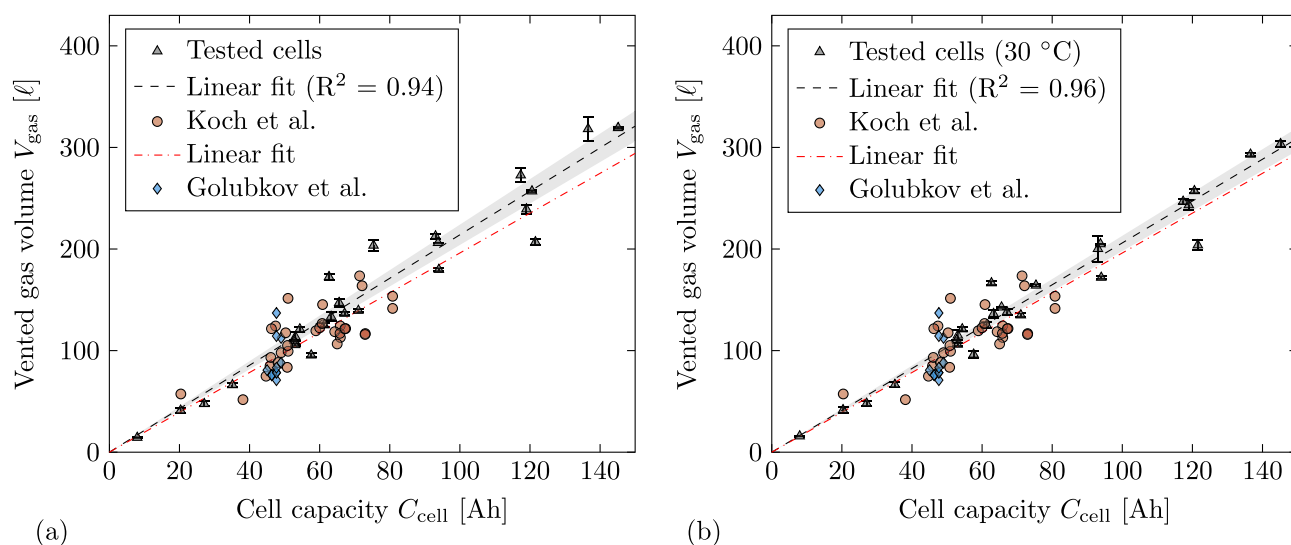 400
300
200
100
0
Vented gas volume V_gas [ℓ]
Tested cells
Linear fit (R² = 0.94)
Koch et al.
Linear fit
Golubkov et al.
0 20 40 60 80 100 120 140
Cell capacity C_cell [Ah]
(a)
400
300
200
100
0
Vented gas volume V_gas [ℓ]
Tested cells (30 °C)
Linear fit (R² = 0.96)
Koch et al.
Linear fit
Golubkov et al.
0 20 40 60 80 100 120 140
Cell capacity C_cell [Ah]
(b)